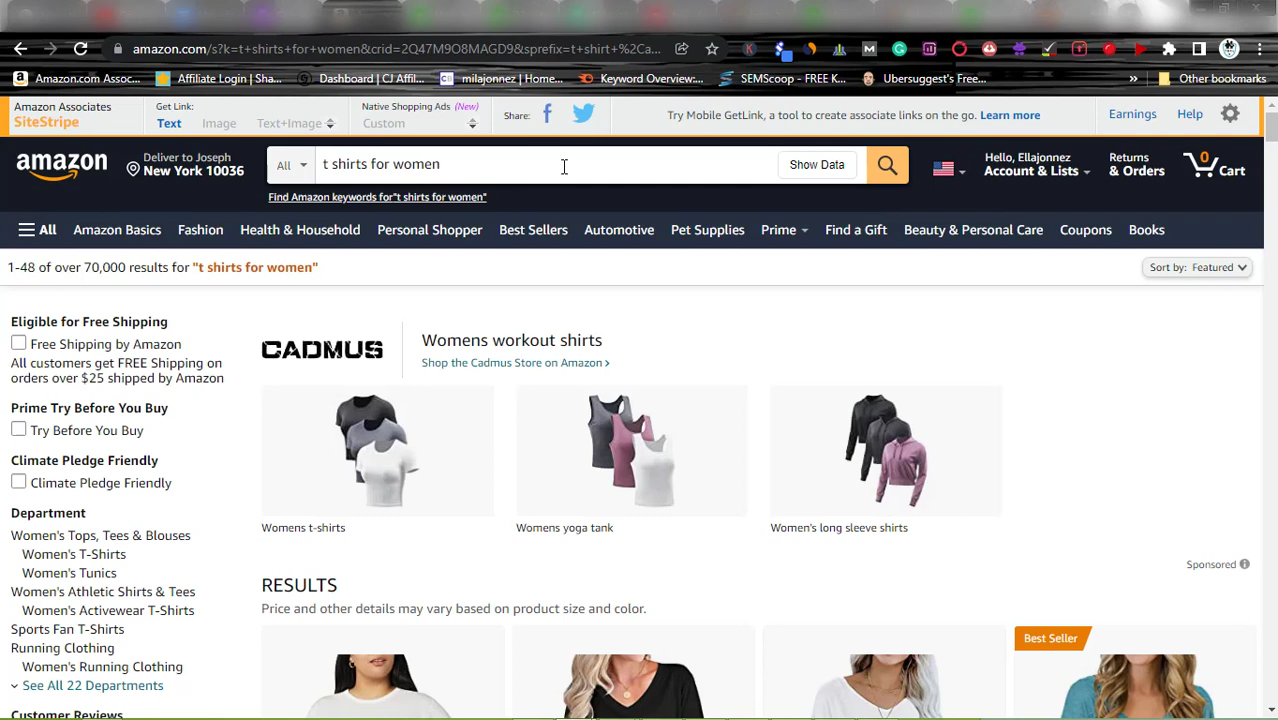 amazon.com/s?k=t+shirts+for+women&crid=2Q47M9O8MAGD9&sprefix=t+shirt+%2Ca...
Amazon.com Assoc... Affiliate Login | Sha... Dashboard | CJ Affil... milajonnez | Home... Keyword Overview:... SEMScoop - FREE K... Ubersuggest's Free... » Other bookmarks
Amazon Associates
SiteStripe
Get Link:
Text Image Text+Image
Native Shopping Ads (New)
Custom
Share:
Try Mobile GetLink, a tool to create associate links on the go. Learn more
Earnings Help
amazon
Deliver to Joseph
New York 10036
All t shirts for women Show Data
Find Amazon keywords for"t shirts for women"
Hello, Ellajonnez
Account & Lists
Returns
& Orders
0
Cart
All Amazon Basics Fashion Health & Household Personal Shopper Best Sellers Automotive Pet Supplies Prime Find a Gift Beauty & Personal Care Coupons Books
1-48 of over 70,000 results for "t shirts for women"
Sort by: Featured
Eligible for Free Shipping
Free Shipping by Amazon
All customers get FREE Shipping on
orders over $25 shipped by Amazon
Prime Try Before You Buy
Try Before You Buy
Climate Pledge Friendly
Climate Pledge Friendly
Department
Women's Tops, Tees & Blouses
Women's T-Shirts
Women's Tunics
Women's Athletic Shirts & Tees
Women's Activewear T-Shirts
Sports Fan T-Shirts
Running Clothing
Women's Running Clothing
See All 22 Departments
Customer Reviews
CADMUS
Womens workout shirts
Shop the Cadmus Store on Amazon ›
Womens t-shirts
Womens yoga tank
Women's long sleeve shirts
Sponsored
RESULTS
Price and other details may vary based on product size and color.
Best Seller